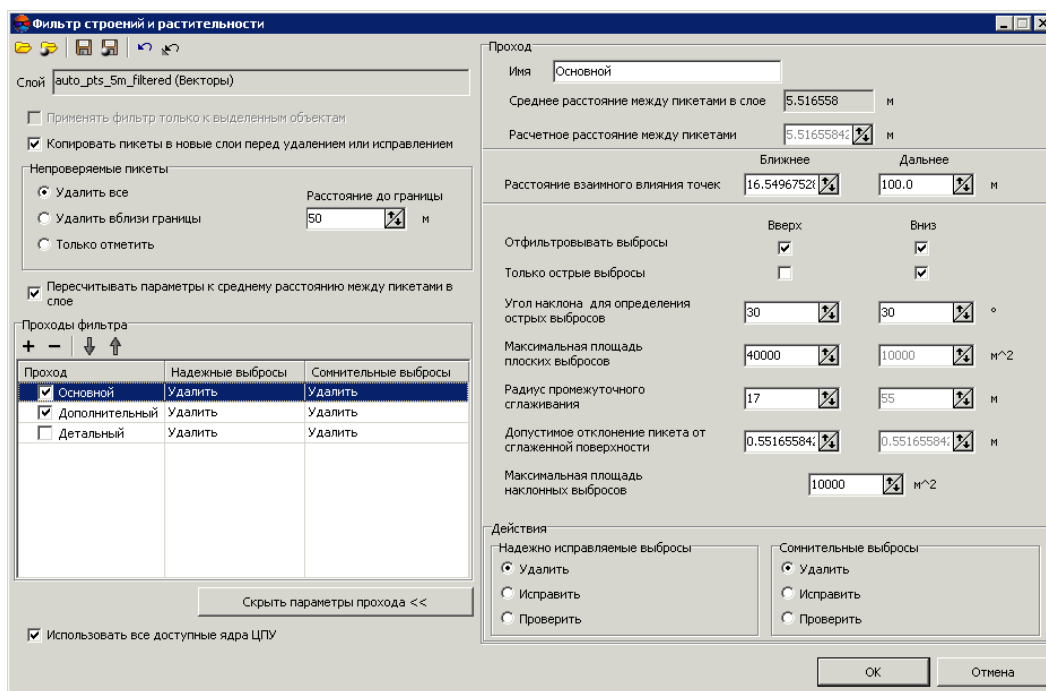 Фильтр строений и растительности
Слой auto_pts_5m_filtered (Векторы)
Применять фильтр только к выделенным объектам
Копировать пикеты в новые слои перед удалением или исправлением
Непроверяемые пикеты
Удалить все
Расстояние до границы
Удалить вблизи границы
50 м
Только отметить
Пересчитывать параметры к среднему расстоянию между пикетами в
слое
Проходы фильтра
Проход Надежные выбросы Сомнительные выбросы
Основной Удалить Удалить
Дополнительный Удалить Удалить
Детальный Удалить Удалить
Скрыть параметры прохода <<
Использовать все доступные ядра ЦПУ
Проход
Имя Основной
Среднее расстояние между пикетами в слое 5.516558 м
Расчетное расстояние между пикетами 5.51655842 м
Ближнее Дальнее
Расстояние взаимного влияния точек 16.54967528 100.0 м
Вверх Вниз
Отфильтровывать выбросы
Только острые выбросы
Угол наклона для определения
острых выбросов
30 30 °
Максимальная площадь
плоских выбросов
40000 10000 м^2
Радиус промежуточного
сглаживания
17 55 м
Допустимое отклонение пикета от
сглаженной поверхности
0.551655842 0.551655842 м
Максимальная площадь
наклонных выбросов
10000 м^2
Действия
Надежно исправляемые выбросы
Удалить
Исправить
Проверить
Сомнительные выбросы
Удалить
Исправить
Проверить
OK Отмена